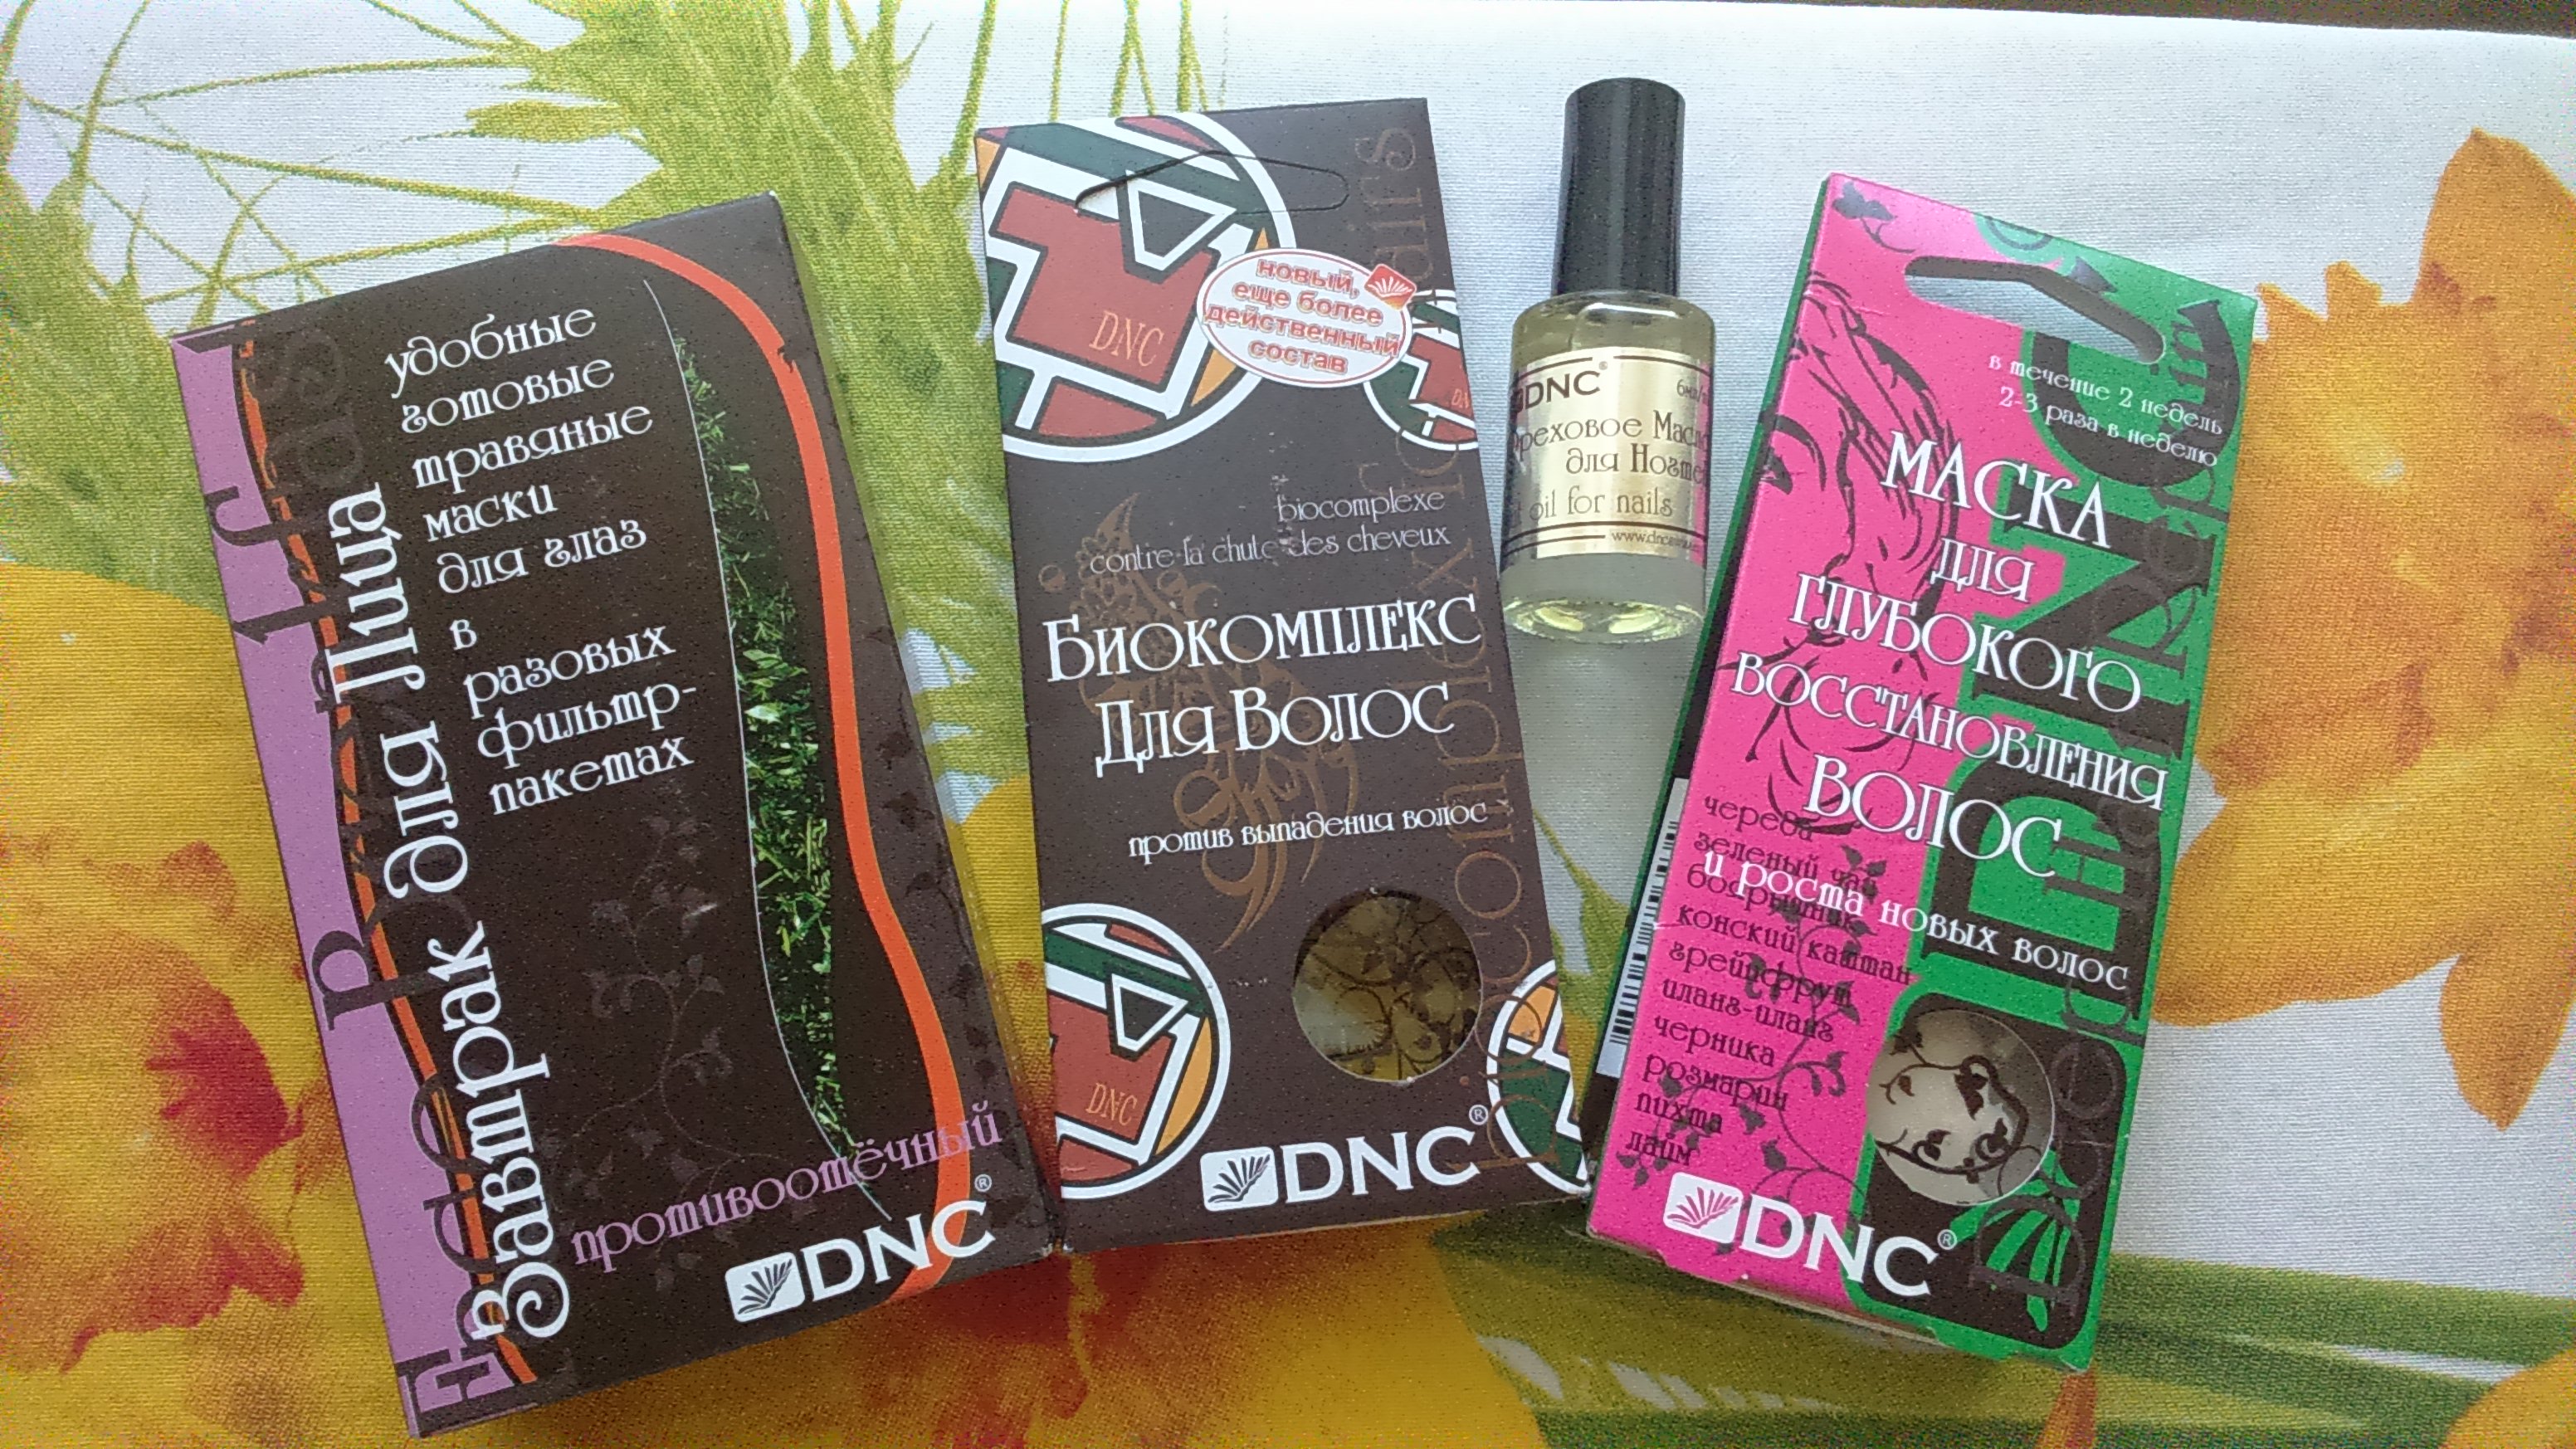 Завтрак для Лица
удобные
готовые
травяные
маски
для глаз
в
разовых
фильтр-
пакетах
противоотёчный
DNC®
DNC
новый,
еще более
действенный
состав
DNC
biocomplexe
contre la chute des cheveux
Биокомплекс
Для Волос
против выпадения волос
DNC
DNC®
DNC®
для
oil for nails
в течение 2 недель
2-3 раза в неделю
Маска
для
глубокого
восстановления
волос
и роста новых волос
череда
зеленый чай
боярышник
конский каштан
грейпфрут
иланг-иланг
черника
розмарин
пихта
лайм
DNC®